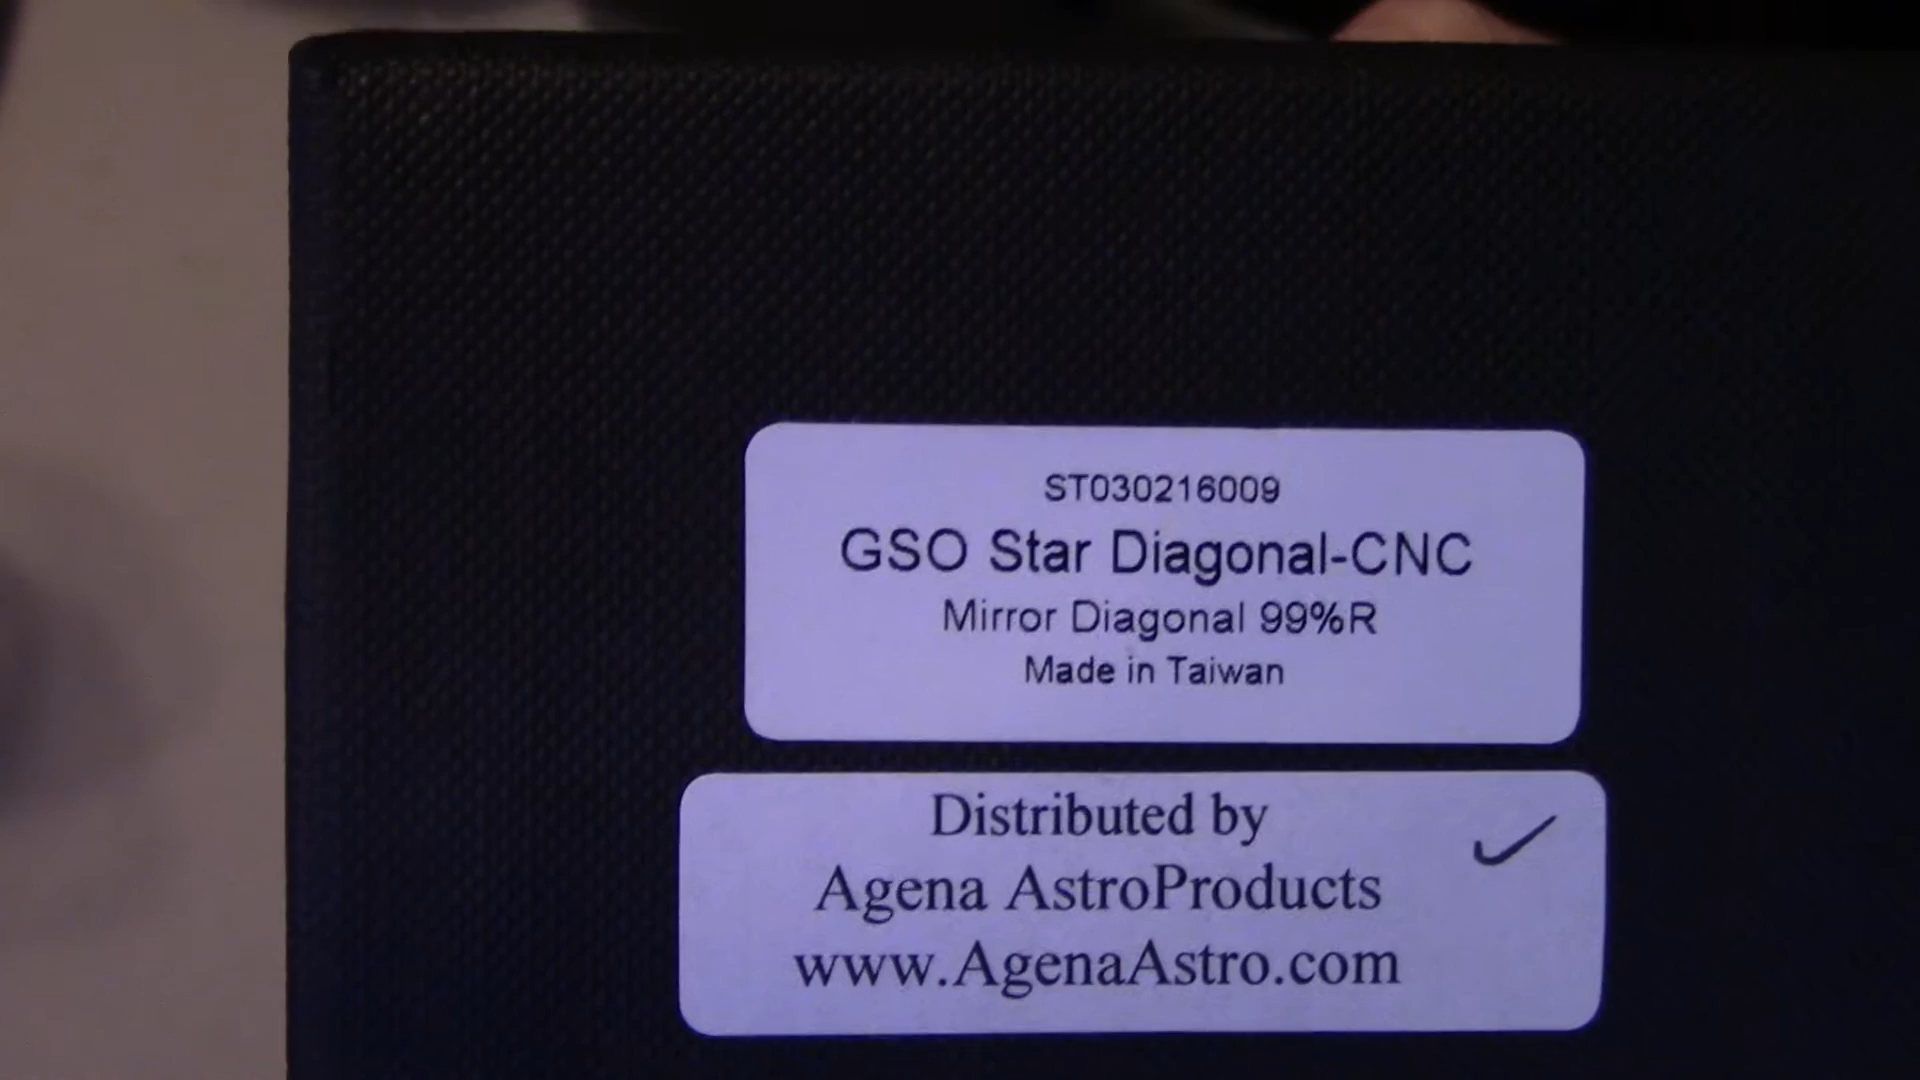 ST030216009
GSO Star Diagonal-CNC
Mirror Diagonal 99%R
Made in Taiwan
Distributed by
Agena AstroProducts
www.AgenaAstro.com